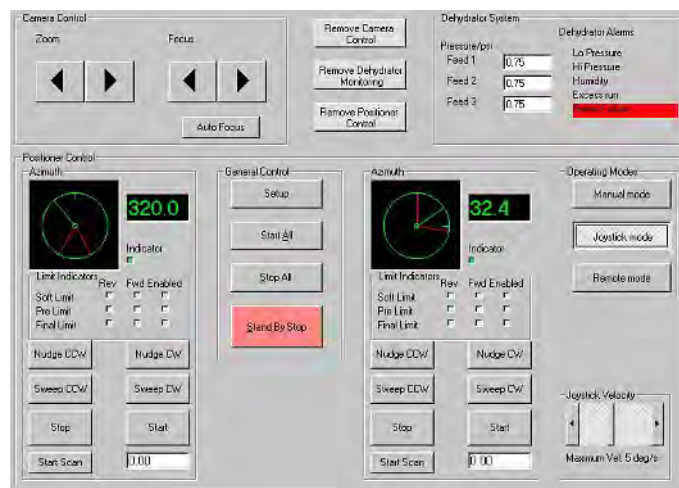 Camera Control
Zoom
Focus
Auto Focus
Remove Camera
Control
Remove Dehydrator
Monitoring
Remove Positioner
Control
Dehydrator System
Dehydrator Alarms
Pressure/psi
Feed 1 0.75
Feed 2 0.75
Feed 3 0.75
Lo Pressure
Hi Pressure
Humidity
Excess run
Positioner Control
Azimuth
320.0
Indicator
Limit Indicators
Rev Fwd Enabled
Soft Limit
Pre Limit
Final Limit
Nudge CCW Nudge CW
Sweep CCW Sweep CW
Stop Start
Start Scan 0.00
General Control
Setup
Start All
Stop All
Stand By Stop
Azimuth
32.4
Indicator
Limit Indicators
Rev Fwd Enabled
Soft Limit
Pre Limit
Final Limit
Nudge CCW Nudge CW
Sweep CCW Sweep CW
Stop Start
Start Scan 0.00
Operating Modes
Manual mode
Joystick mode
Remote mode
Joystick Velocity
Maximum Vel: 5 deg/s